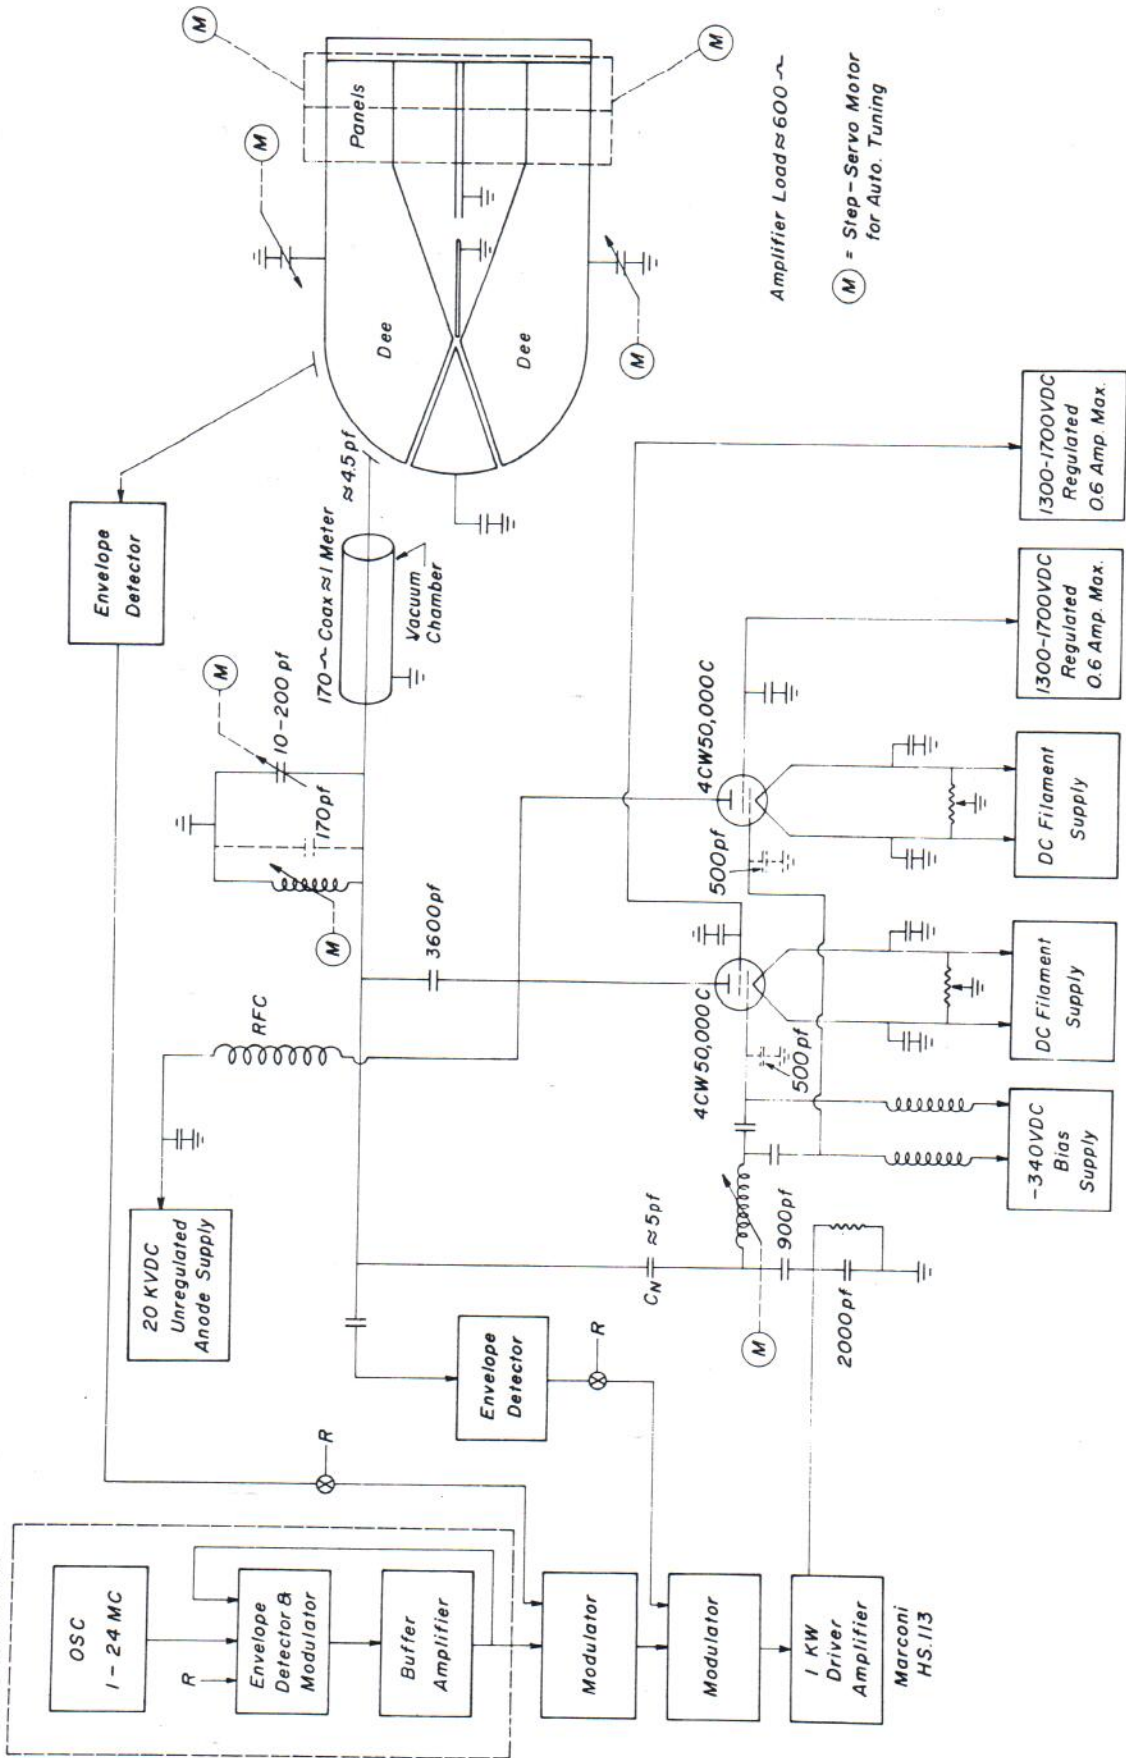 OSC
1 - 24 MC
R
Envelope
Detector &
Modulator
Buffer
Amplifier
Modulator
Modulator
1 KW
Driver
Amplifier
Marconi
HS.113
R
20 KVDC
Unregulated
Anode Supply
Envelope
Detector
R
M
2000pf
900pf
CN ≈5pf
RFC
3600pf
M
170pf
10-200 pf
M
Envelope
Detector
170~ Coax ≈1 Meter
Vacuum
Chamber
≈4.5pf
4CW50,000C
500pf
4CW50,000C
500pf
-340VDC
Bias
Supply
DC Filament
Supply
DC Filament
Supply
1300-1700VDC
Regulated
0.6 Amp. Max.
1300-1700VDC
Regulated
0.6 Amp. Max.
M
M
M
M
Panels
Dee
Dee
Amplifier Load≈600~
M = Step-Servo Motor
for Auto. Tuning